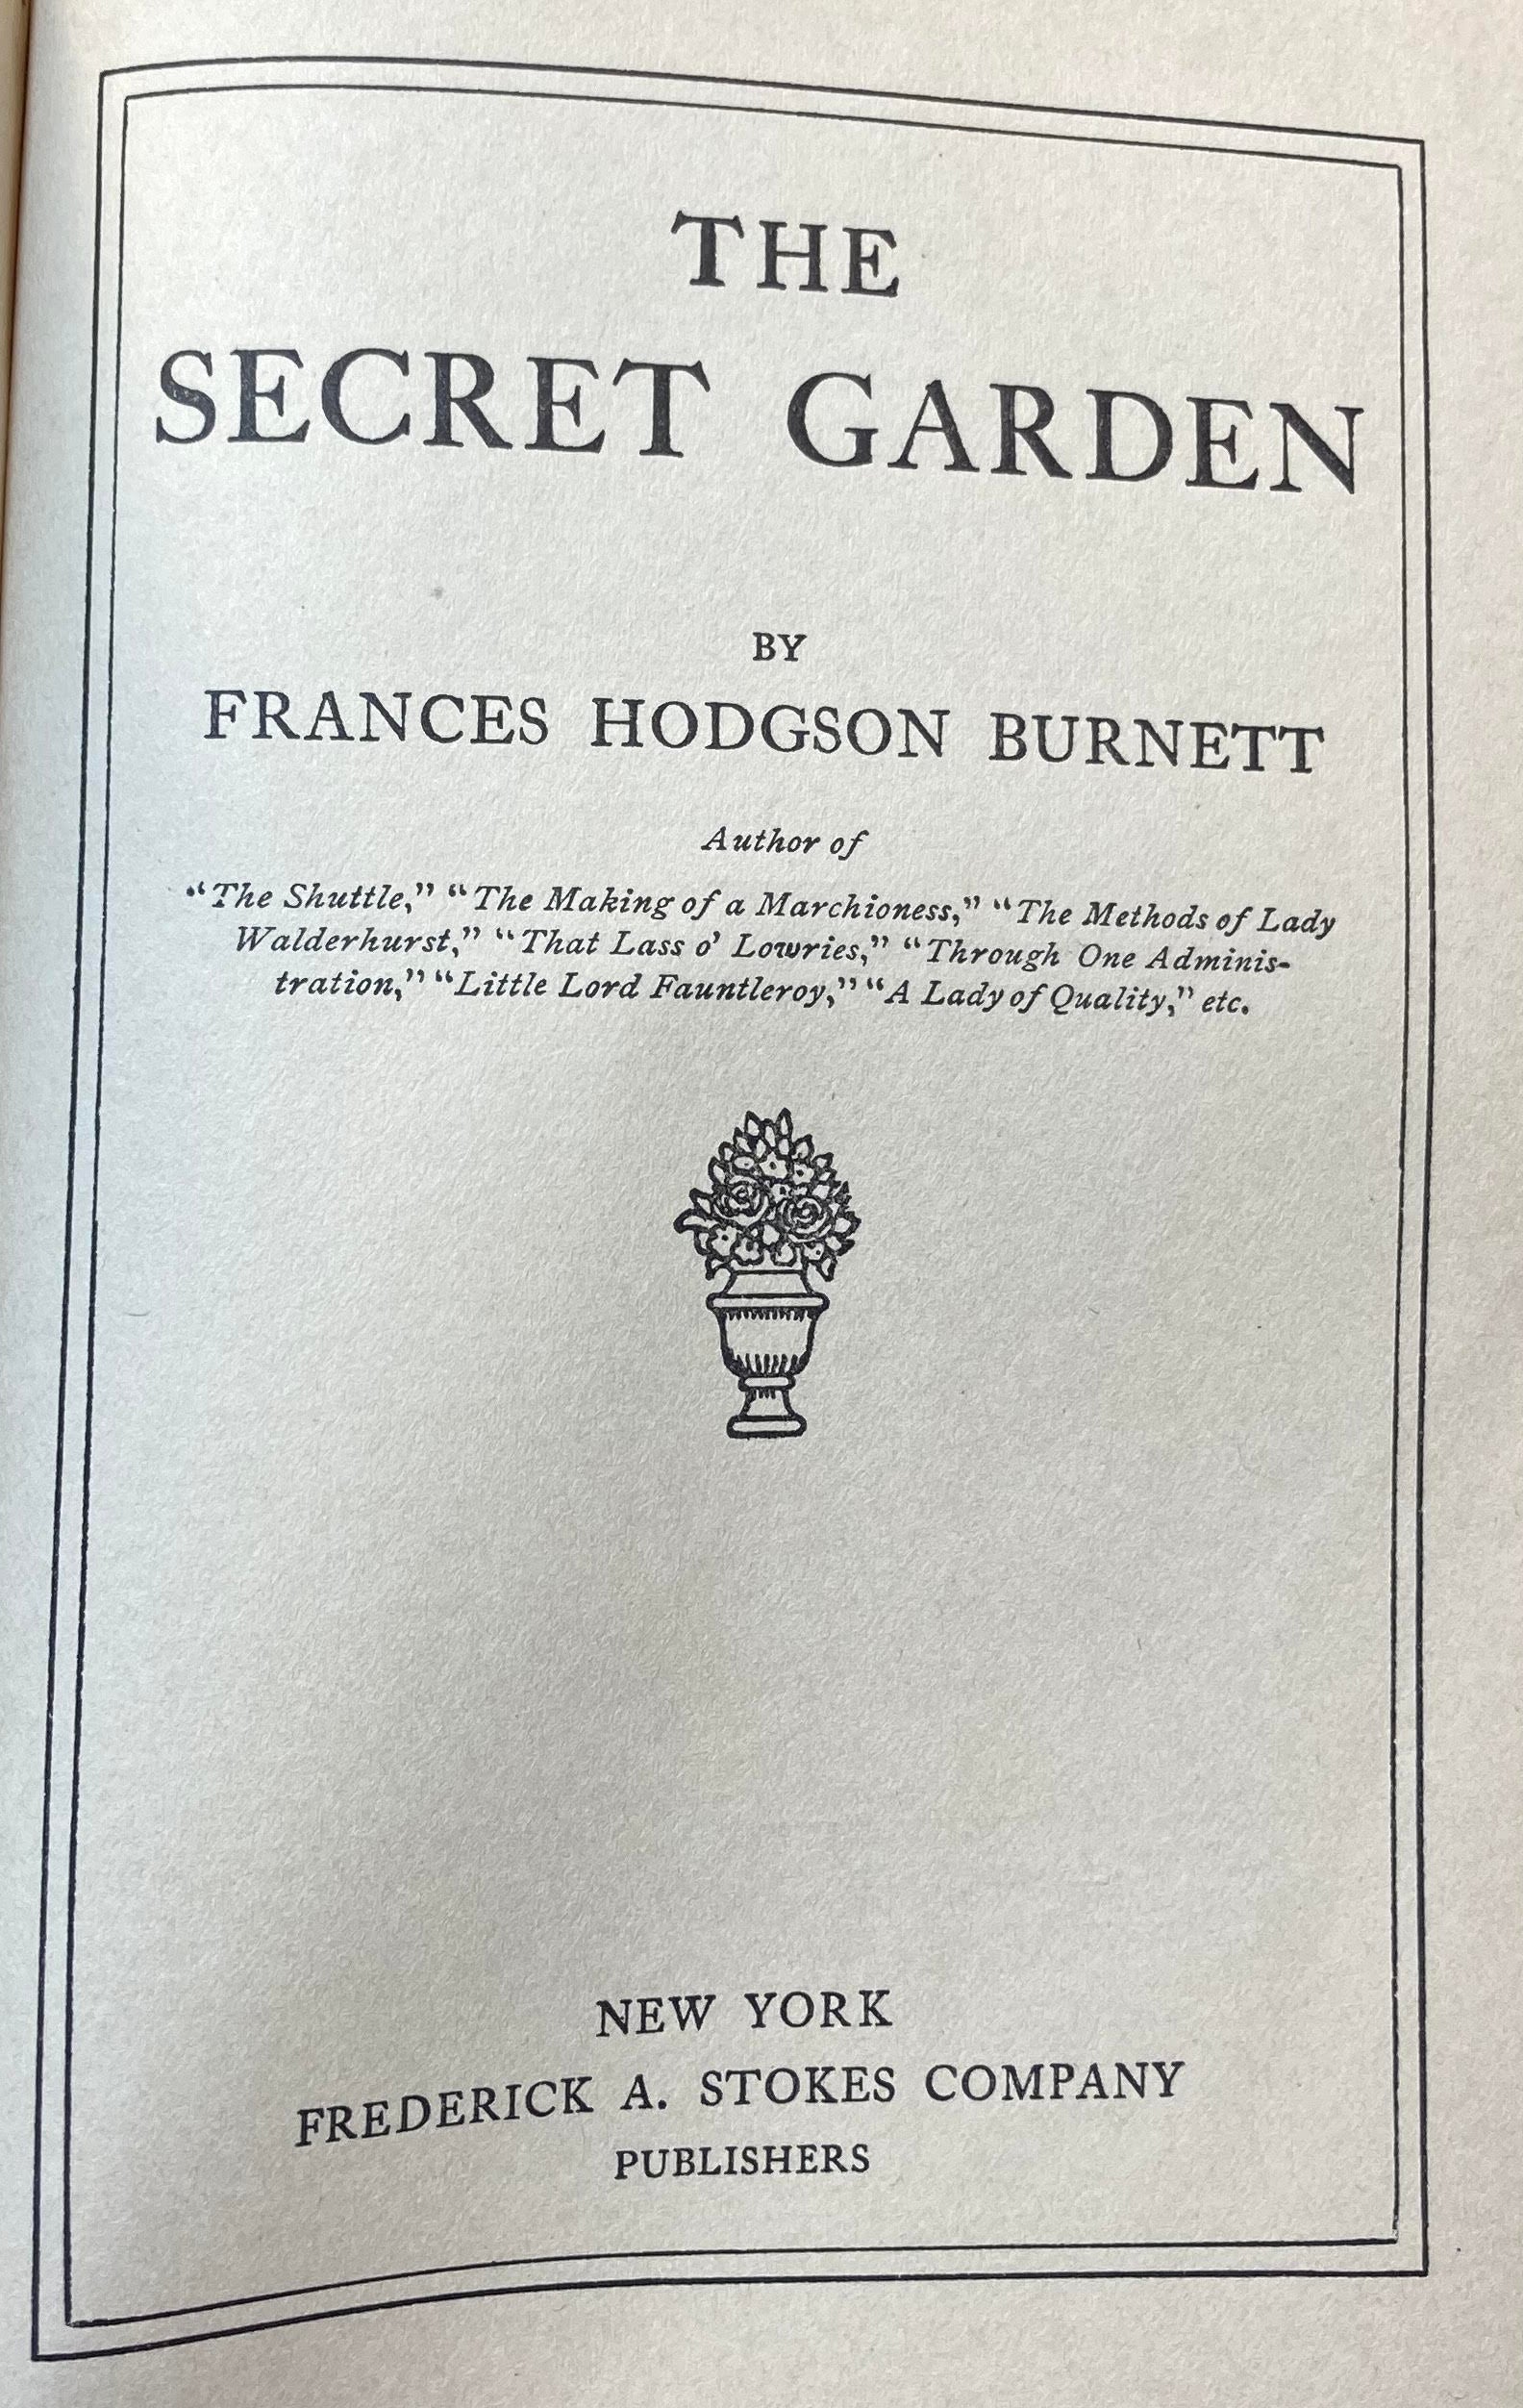 THE
SECRET GARDEN
BY
FRANCES HODGSON BURNETT
Author of
“The Shuttle,” “The Making of a Marchioness,” “The Methods of Lady
Walderhurst,” “That Lass o’ Lowries,” “Through One Adminis-
tration,” “Little Lord Fauntleroy,” “A Lady of Quality,” etc.
NEW YORK
FREDERICK A. STOKES COMPANY
PUBLISHERS